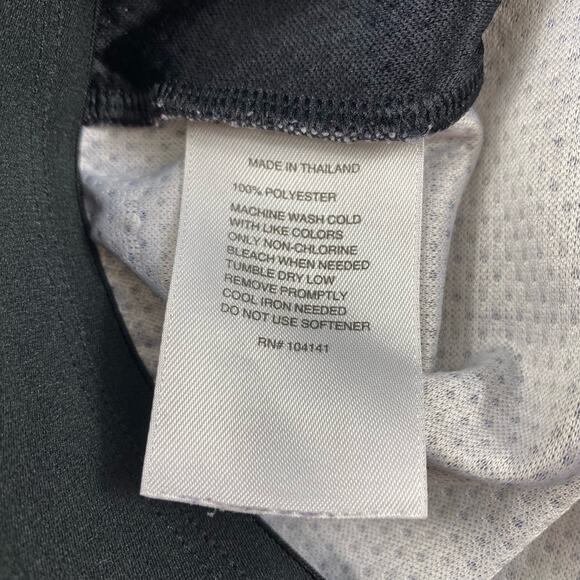 MADE IN THAILAND
100% POLYESTER
MACHINE WASH COLD
WITH LIKE COLORS
ONLY NON-CHLORINE
BLEACH WHEN NEEDED
TUMBLE DRY LOW
REMOVE PROMPTLY
COOL IRON NEEDED
DO NOT USE SOFTENER
RN# 104141